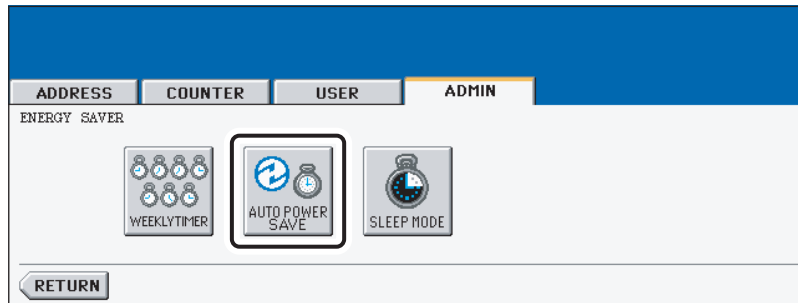 ADDRESS COUNTER USER ADMIN
ENERGY SAVER
WEEKLYTIMER
AUTO POWER
SAVE
SLEEP MODE
RETURN